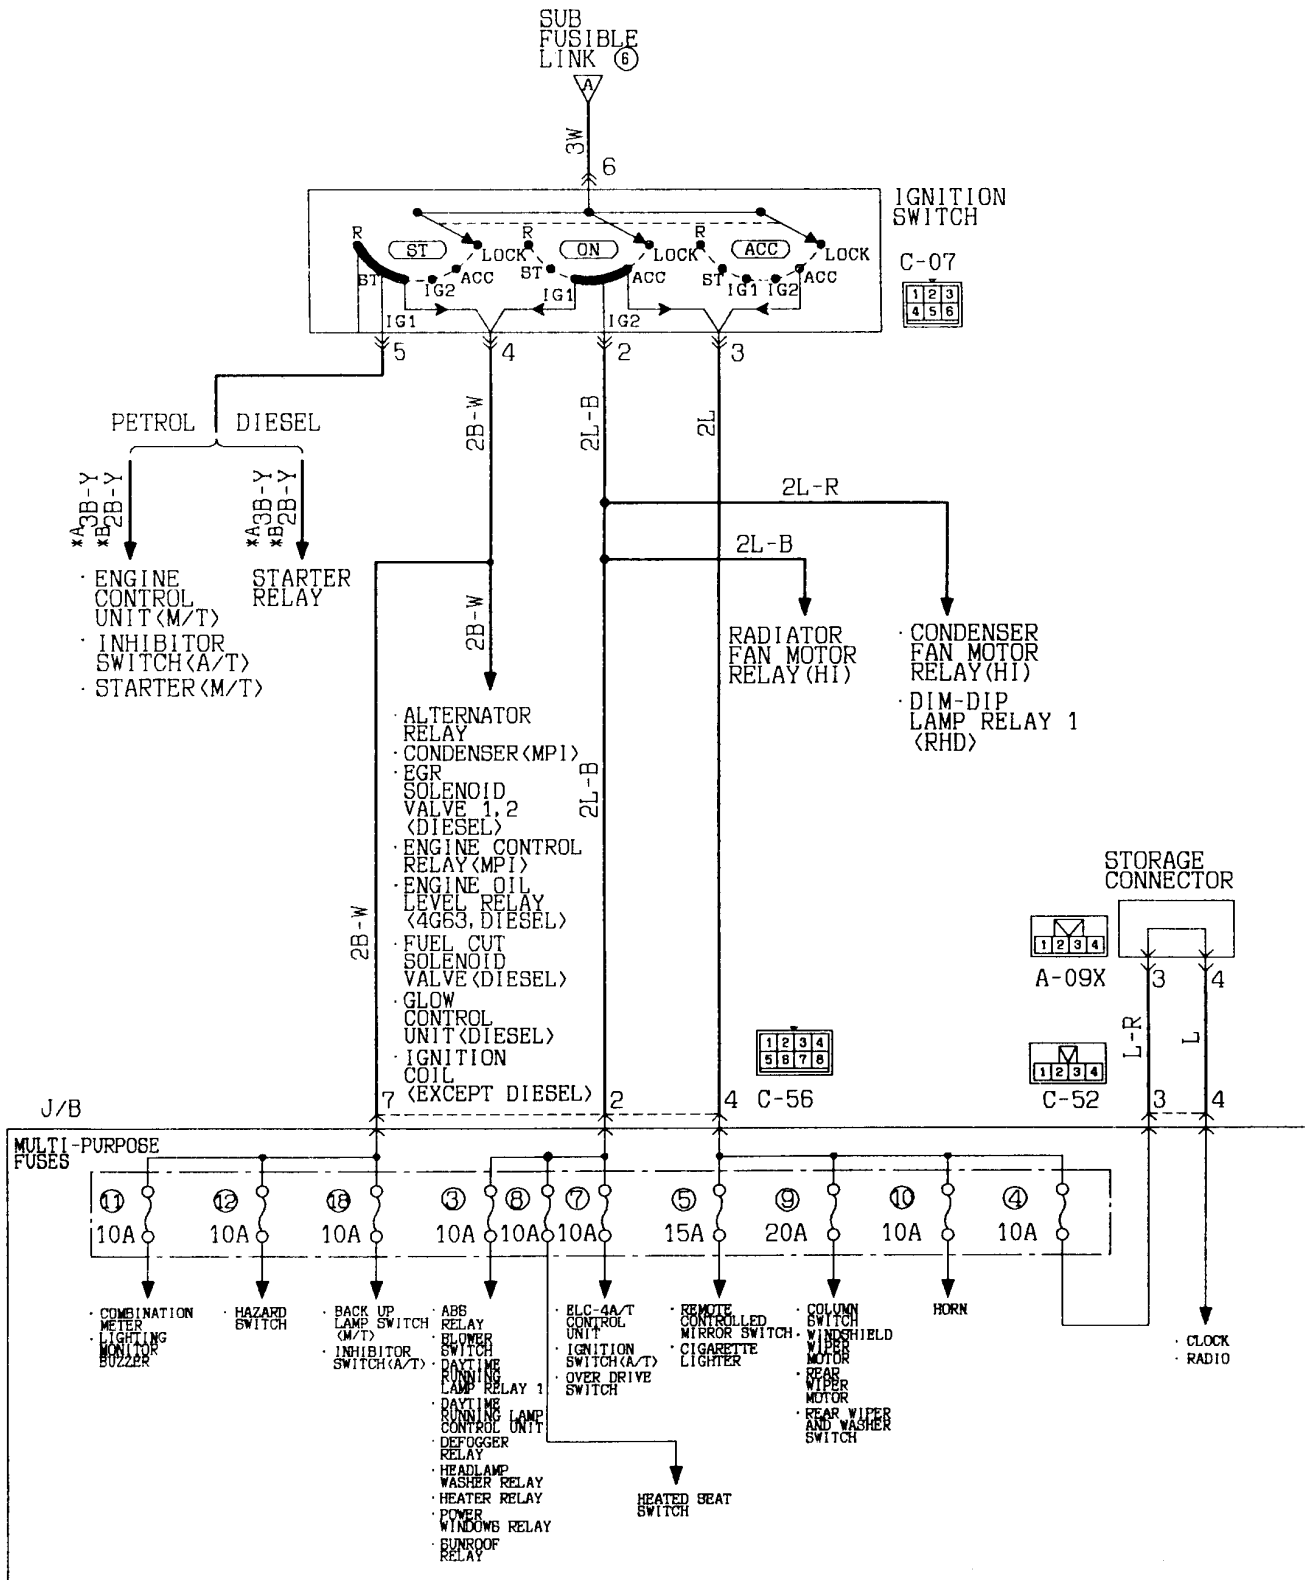 SUB
FUSIBLE
LINK ⑥
A
3W
6
IGNITION
SWITCH
R
ST
LOCK
ST
IG2
ACC
IG1
R
ON
LOCK
ST
ACC
IG1
IG2
R
ACC
LOCK
ST
IG1
IG2
ACC
C-07
1 2 3
4 5 6
5
4
2
3
PETROL
DIESEL
2B-W
2L-B
2L
*A 3B-Y
*B 2B-Y
*A 3B-Y
*B 2B-Y
2L-R
2L-B
· ENGINE
CONTROL
UNIT<M/T>
· INHIBITOR
SWITCH<A/T>
· STARTER<M/T>
STARTER
RELAY
2B-W
RADIATOR
FAN MOTOR
RELAY(HI)
· CONDENSER
FAN MOTOR
RELAY(HI)
· DIM-DIP
LAMP RELAY 1
<RHD>
· ALTERNATOR
RELAY
· CONDENSER<MPI>
· EGR
SOLENOID
VALVE 1,2
<DIESEL>
· ENGINE CONTROL
RELAY<MPI>
· ENGINE OIL
LEVEL RELAY
<4G63,DIESEL>
· FUEL CUT
SOLENOID
VALVE<DIESEL>
· GLOW
CONTROL
UNIT<DIESEL>
· IGNITION
COIL
<EXCEPT DIESEL>
2B-W
2L-B
STORAGE
CONNECTOR
1 2 3 4
A-09X
3
4
L-R
L
1 2 3 4
5 6 7 8
C-56
1 2 3 4
C-52
J/B
7
2
4
3
4
MULTI-PURPOSE
FUSES
⑪
10A
⑫
10A
⑱
10A
③
10A
⑧
10A
⑦
10A
⑤
15A
⑨
20A
⑩
10A
④
10A
· COMBINATION
METER
· LIGHTING
MONITOR
BUZZER
· HAZARD
SWITCH
· BACK UP
LAMP SWITCH
<M/T>
· INHIBITOR
SWITCH<A/T>
· ABS
RELAY
· BLOWER
SWITCH
· DAYTIME
RUNNING
LAMP RELAY 1
· DAYTIME
RUNNING LAMP
CONTROL UNIT
· DEFOGGER
RELAY
· HEADLAMP
WASHER RELAY
· HEATER RELAY
· POWER
WINDOWS RELAY
· SUNROOF
RELAY
HEATED SEAT
SWITCH
· ELC-4A/T
CONTROL
UNIT
· IGNITION
SWITCH<A/T>
· OVER DRIVE
SWITCH
· REMOTE
CONTROLLED
MIRROR SWITCH
· CIGARETTE
LIGHTER
· COLUMN
SWITCH
· WINDSHIELD
WIPER
MOTOR
· REAR
WIPER
MOTOR
· REAR WIPER
AND WASHER
SWITCH
HORN
· CLOCK
· RADIO